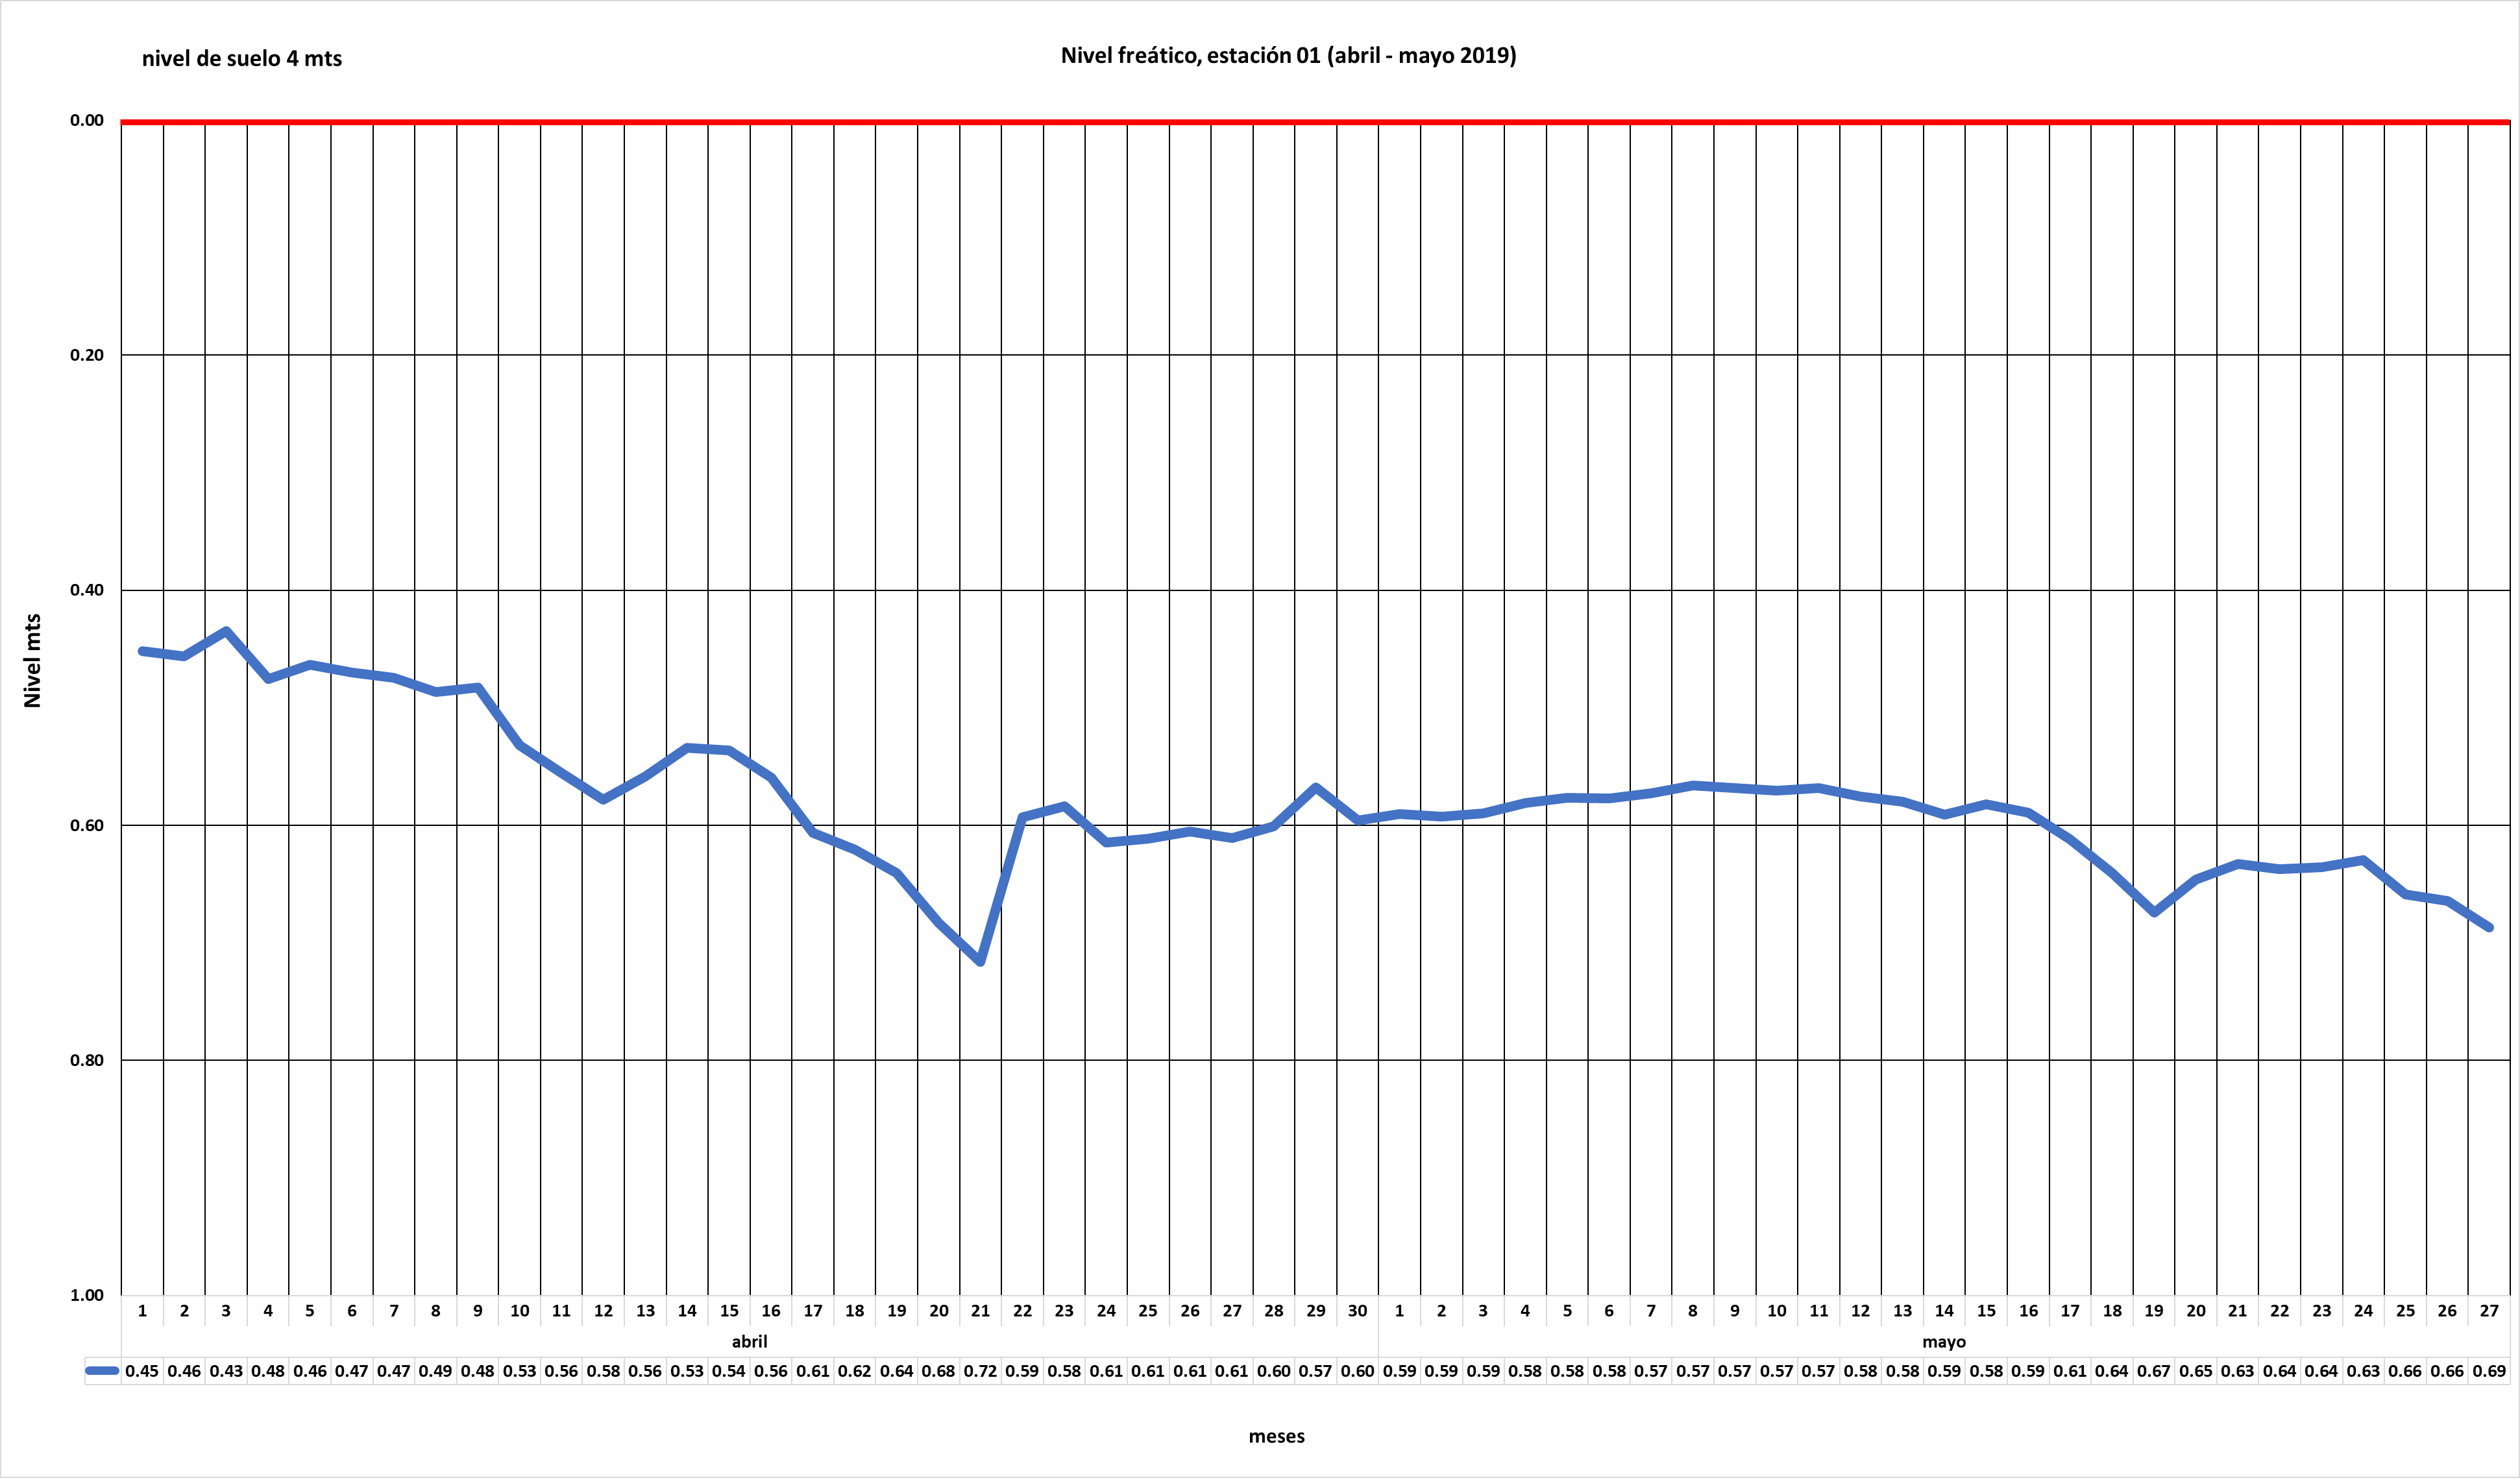 nivel de suelo 4 mts
Nivel freático, estación 01 (abril - mayo 2019)
Nivel mts
0.00
0.20
0.40
0.60
0.80
1.00
1 2 3 4 5 6 7 8 9 10 11 12 13 14 15 16 17 18 19 20 21 22 23 24 25 26 27 28 29 30 1 2 3 4 5 6 7 8 9 10 11 12 13 14 15 16 17 18 19 20 21 22 23 24 25 26 27
abril mayo
0.45 0.46 0.43 0.48 0.46 0.47 0.47 0.49 0.48 0.53 0.56 0.58 0.56 0.53 0.54 0.56 0.61 0.62 0.64 0.68 0.72 0.59 0.58 0.61 0.61 0.61 0.61 0.60 0.57 0.60 0.59 0.59 0.59 0.58 0.58 0.58 0.57 0.57 0.57 0.57 0.57 0.58 0.58 0.59 0.58 0.59 0.61 0.64 0.67 0.65 0.63 0.64 0.64 0.63 0.66 0.66 0.69
meses